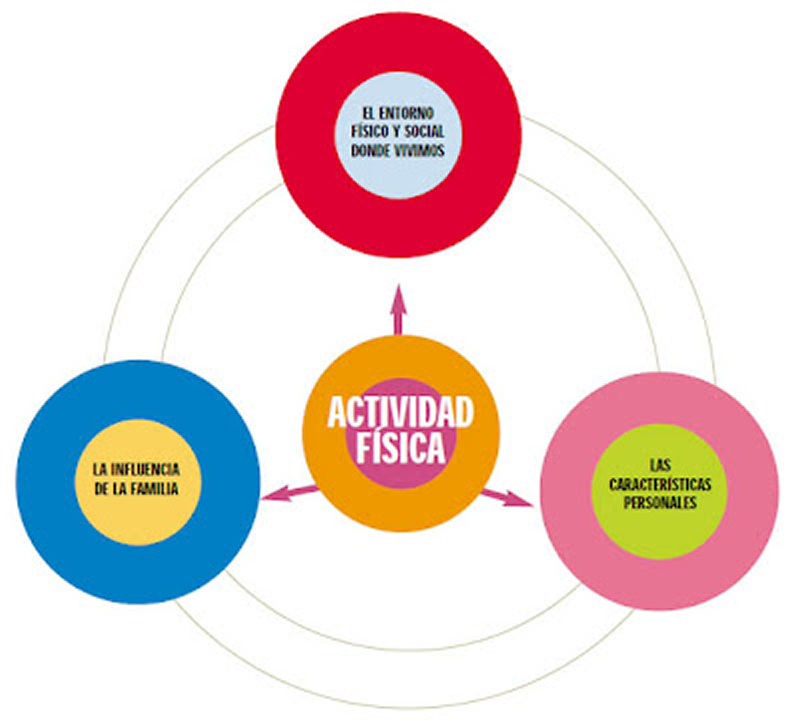 EL ENTORNO
FÍSICO Y SOCIAL
DONDE VIVIMOS
ACTIVIDAD
FÍSICA
LA INFLUENCIA
DE LA FAMILIA
LAS
CARACTERÍSTICAS
PERSONALES